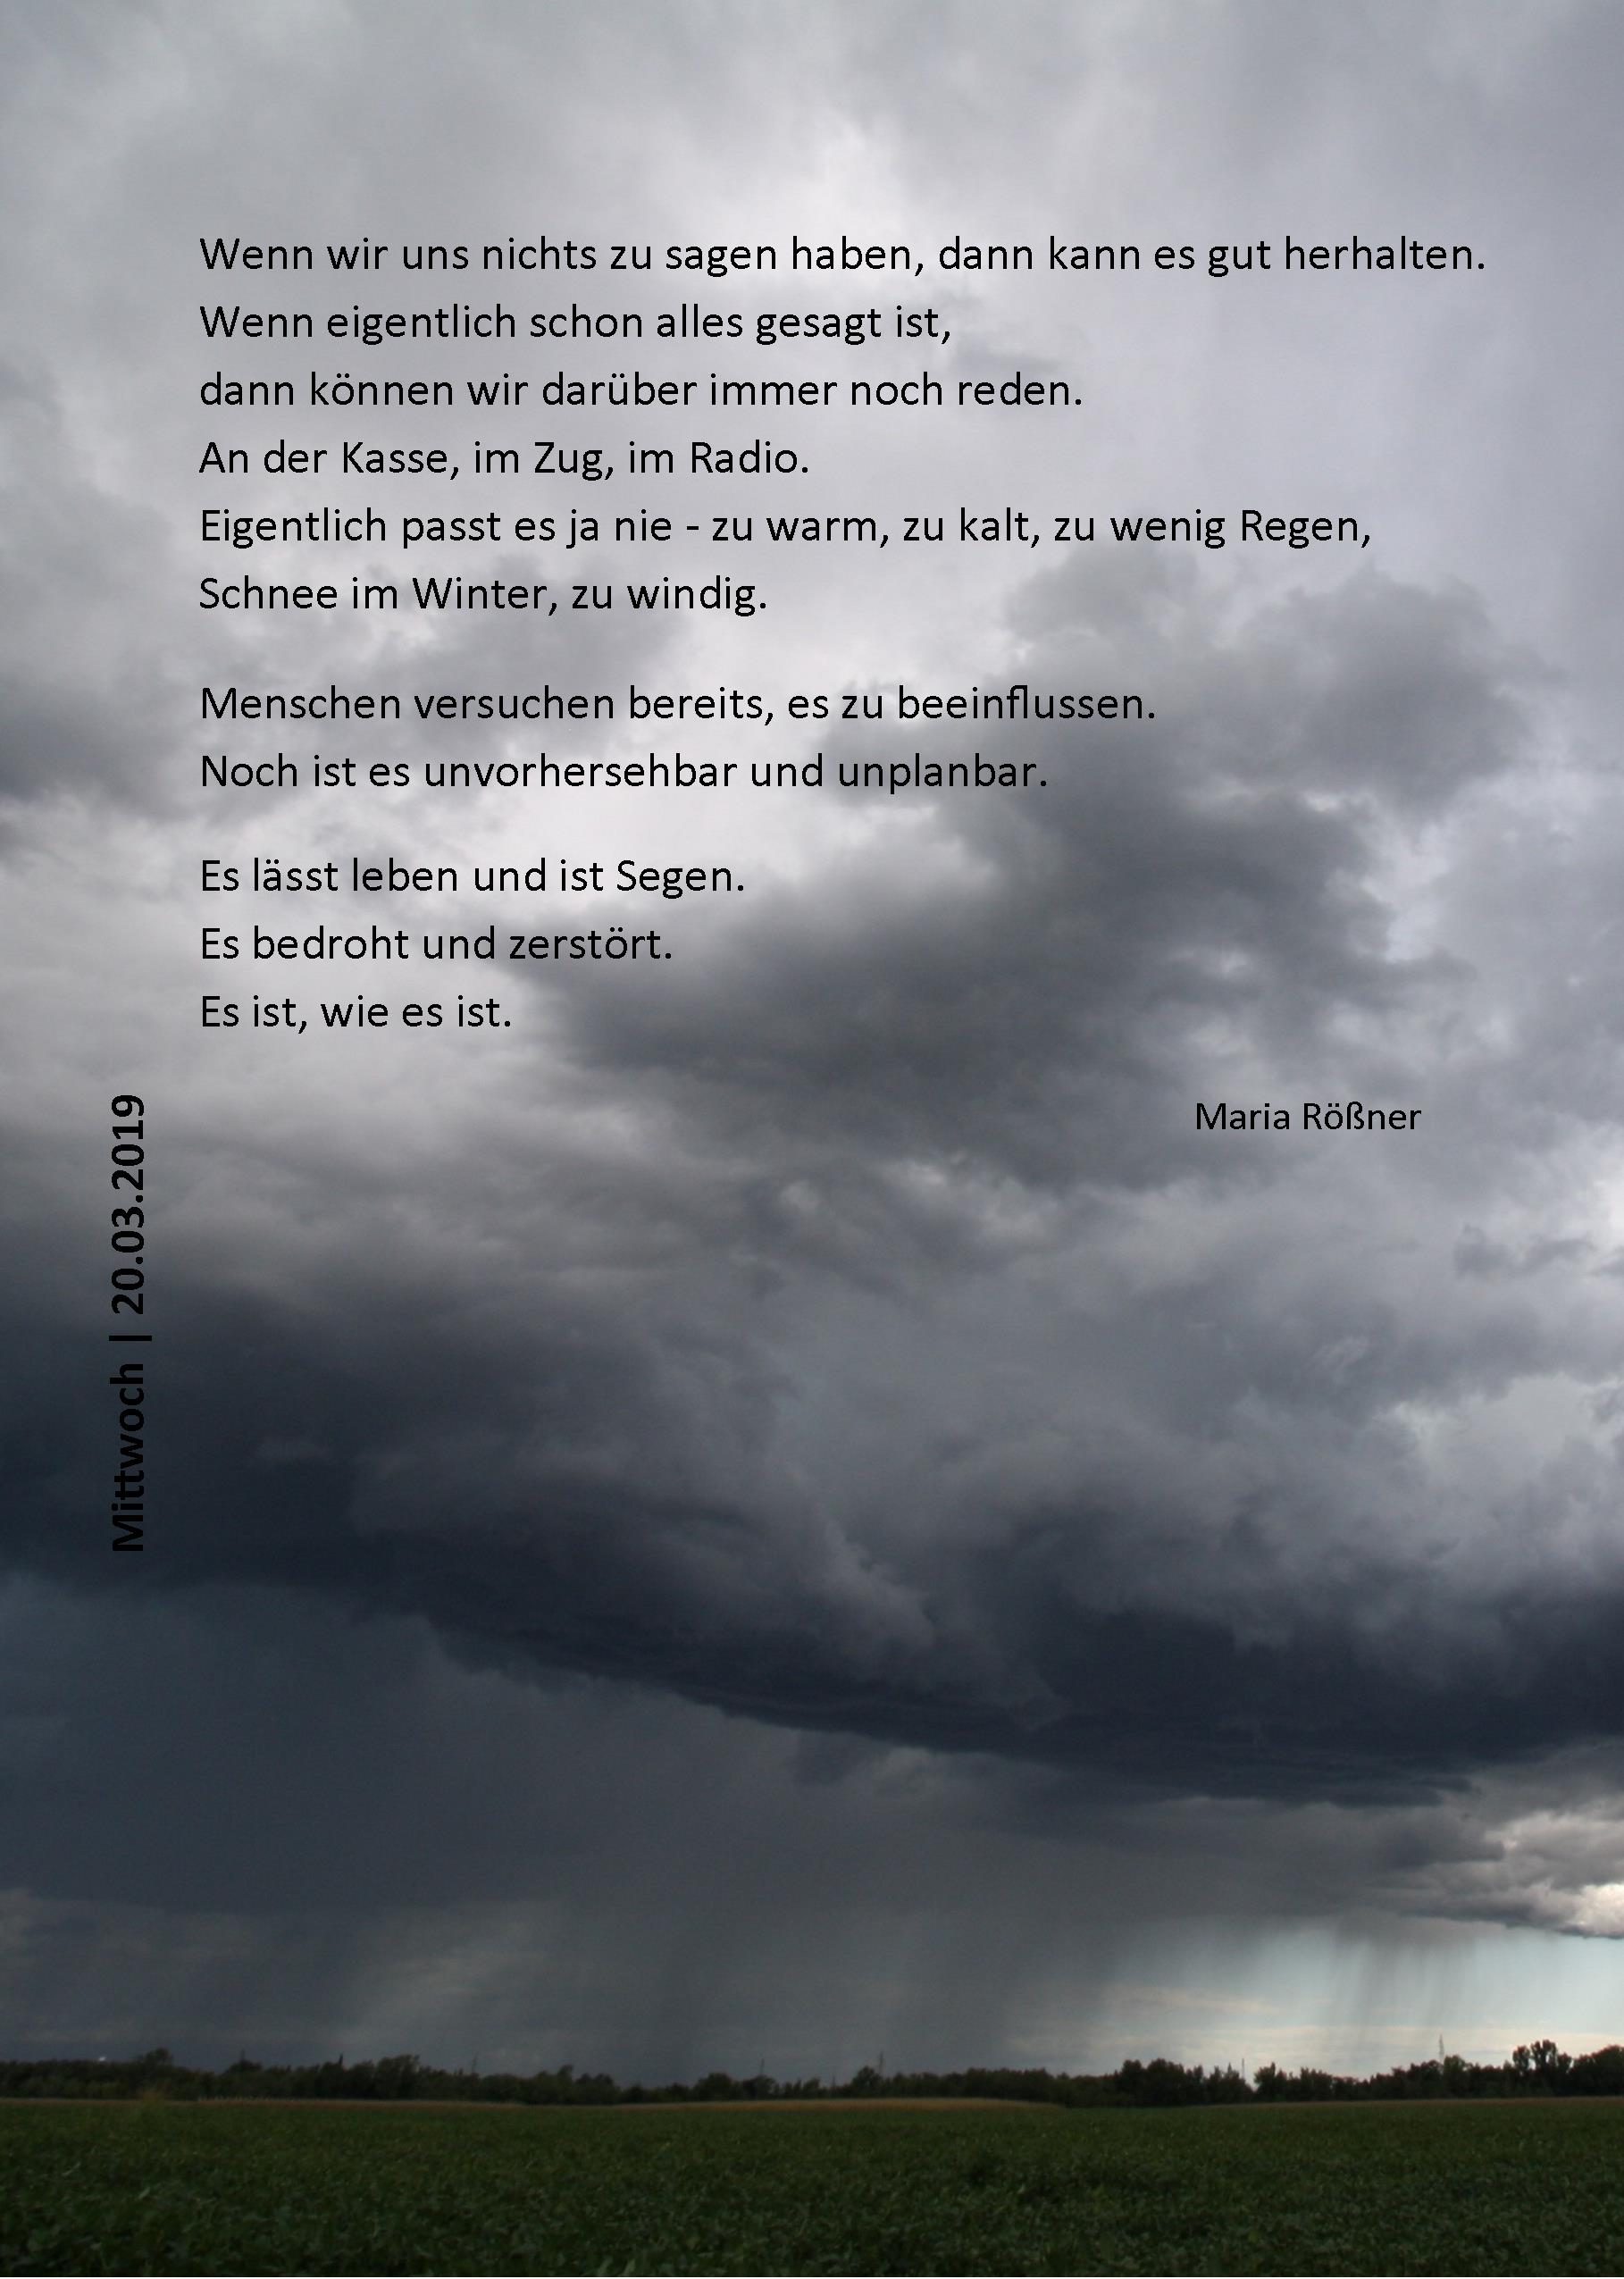 Wenn wir uns nichts zu sagen haben, dann kann es gut herhalten.
Wenn eigentlich schon alles gesagt ist,
dann können wir darüber immer noch reden.
An der Kasse, im Zug, im Radio.
Eigentlich passt es ja nie - zu warm, zu kalt, zu wenig Regen,
Schnee im Winter, zu windig.
Menschen versuchen bereits, es zu beeinflussen.
Noch ist es unvorhersehbar und unplanbar.
Es lässt leben und ist Segen.
Es bedroht und zerstört.
Es ist, wie es ist.
Maria Rößner
Mittwoch | 20.03.2019